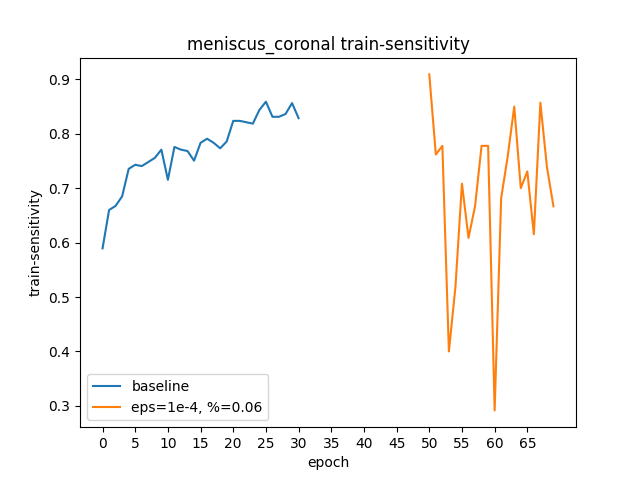 meniscus_coronal train-sensitivity
train-sensitivity
0.9
0.8
0.7
0.6
0.5
0.4
0.3
baseline
eps=1e-4, %=0.06
0 5 10 15 20 25 30 35 40 45 50 55 60 65
epoch